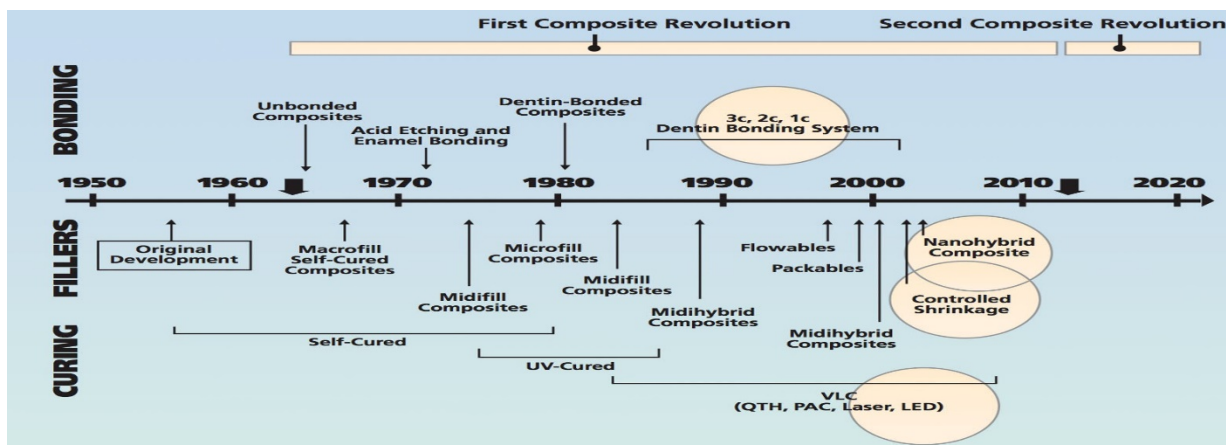 First Composite Revolution
Second Composite Revolution
BONDING
Unbonded
Composites
Acid Etching and
Enamel Bonding
Dentin-Bonded
Composites
3c, 2c, 1c
Dentin Bonding System
1950
1960
1970
1980
1990
2000
2010
2020
FILLERS
Original
Development
Macrofill
Self-Cured
Composites
Midifill
Composites
Microfill
Composites
Midifill
Composites
Midihybrid
Composites
Flowables
Packables
Midihybrid
Composites
Nanohybrid
Composite
Controlled
Shrinkage
CURING
Self-Cured
UV-Cured
VLC
(QTH, PAC, Laser, LED)